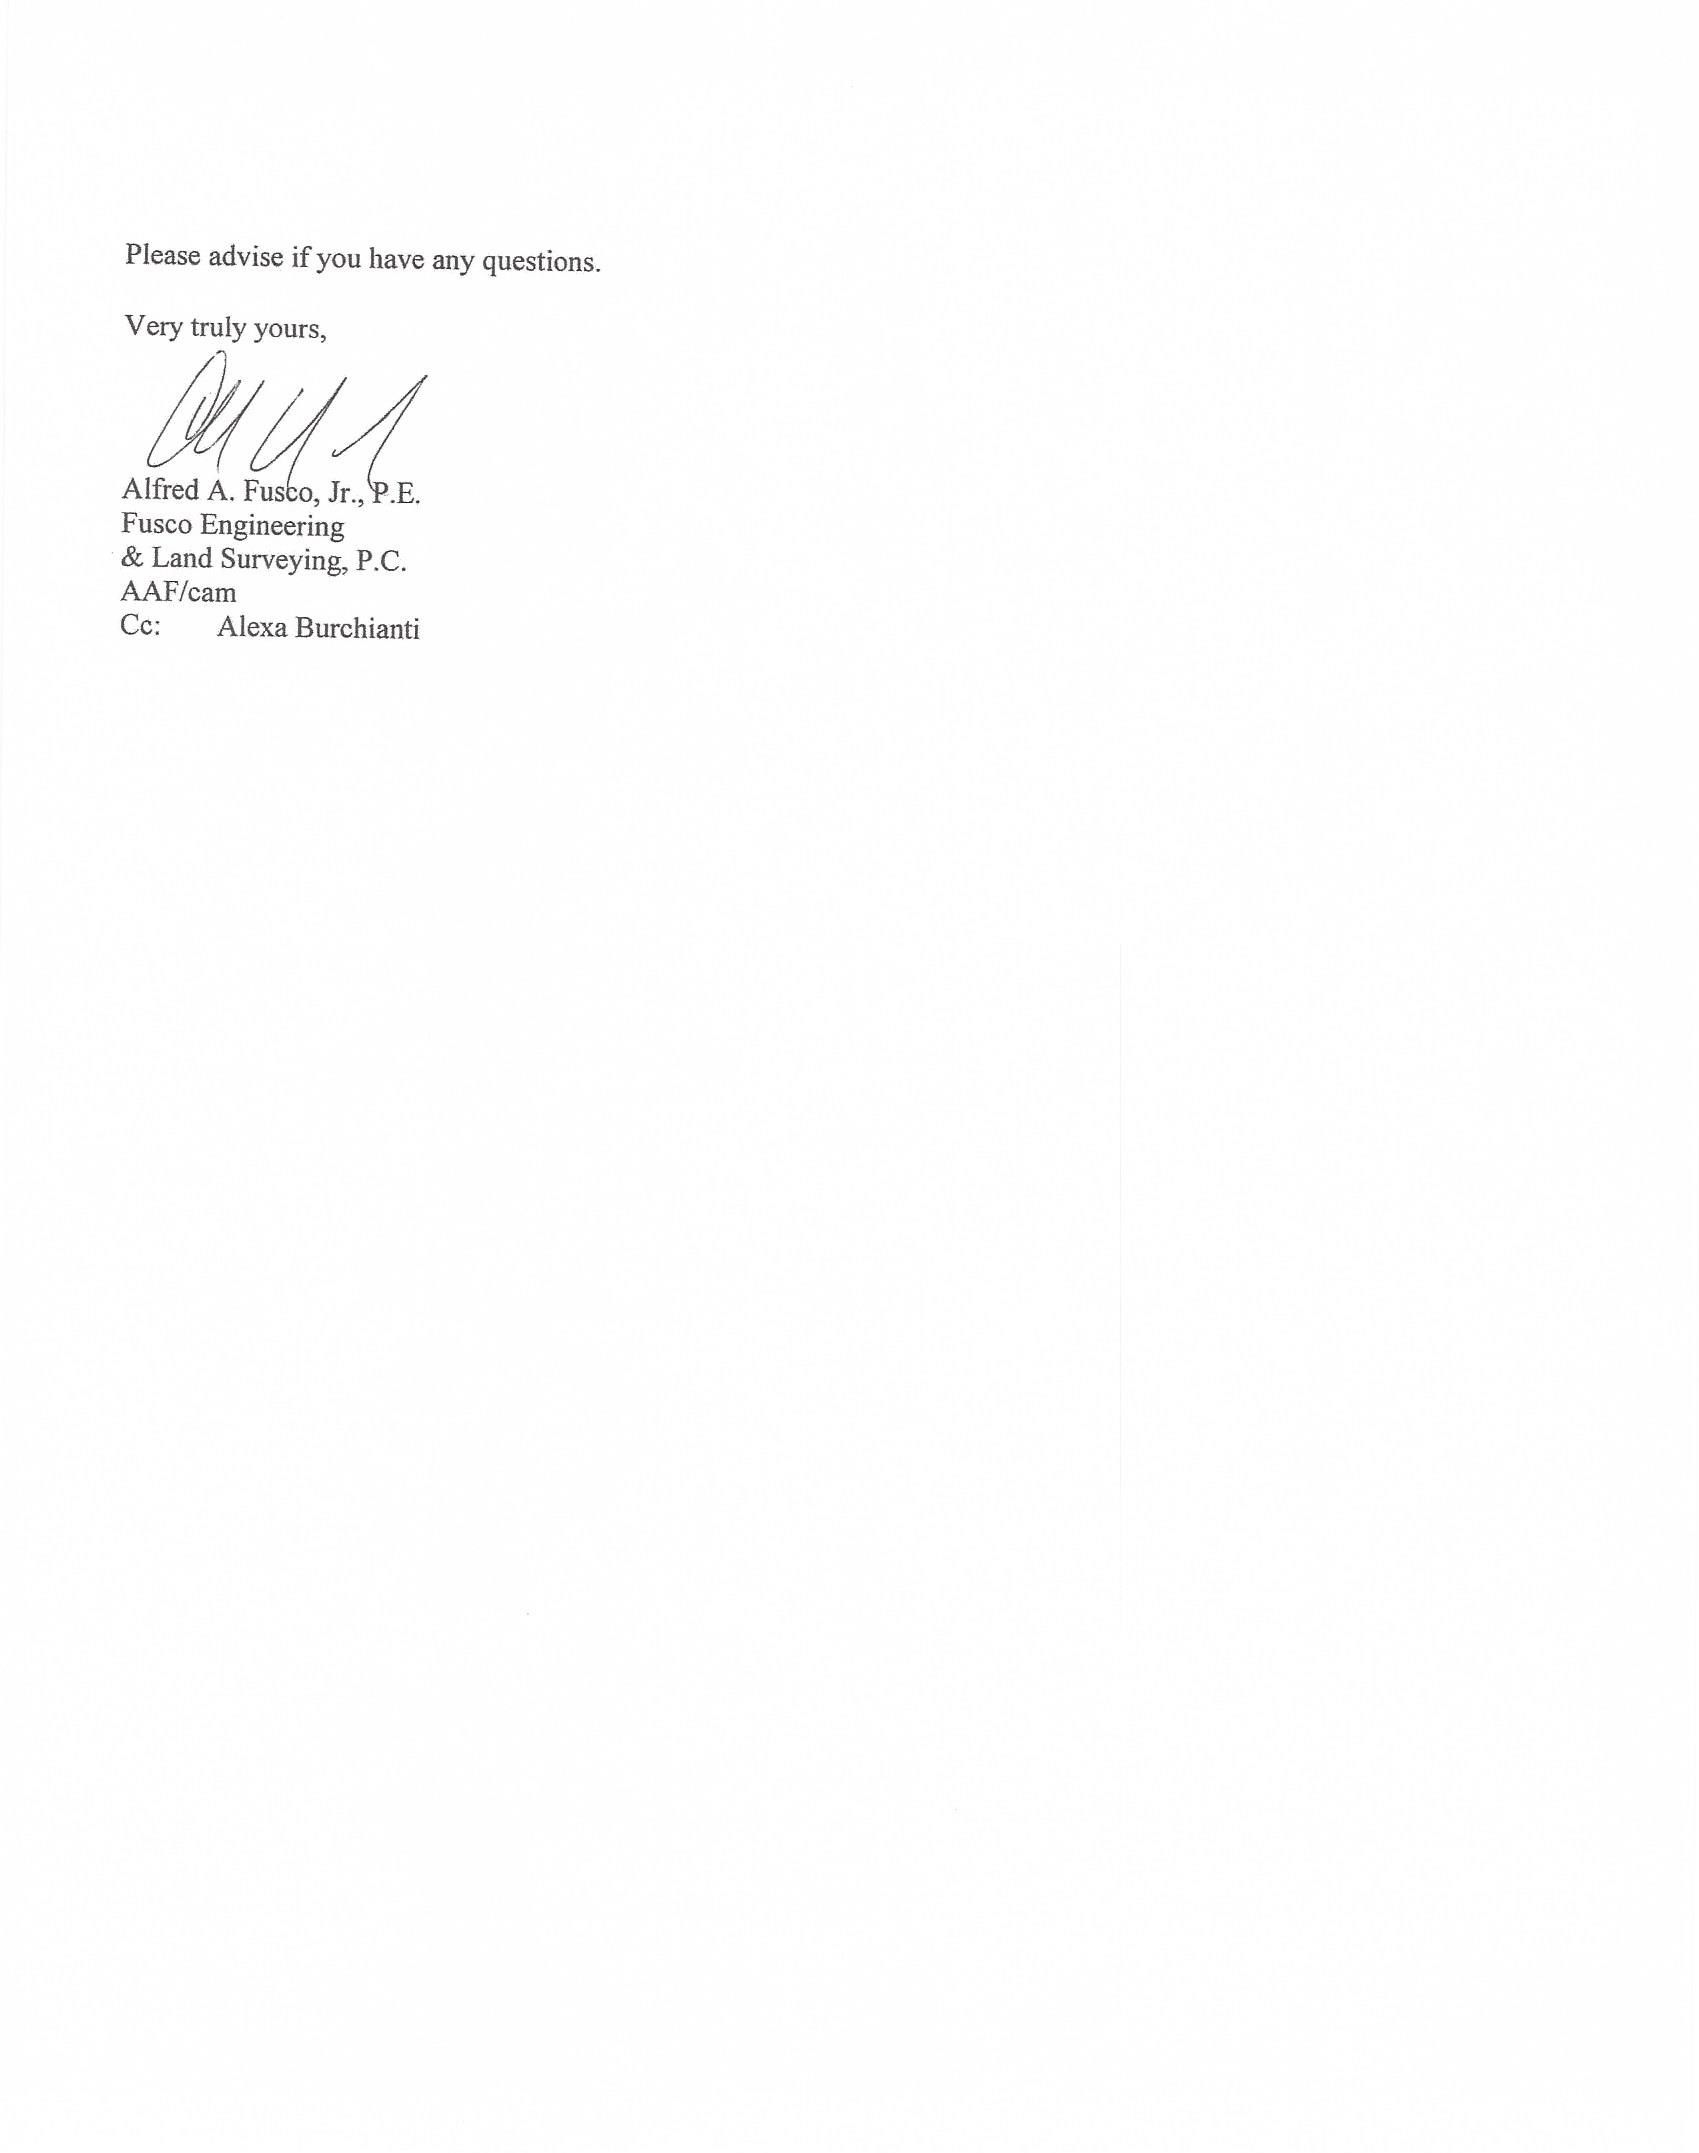 Please advise if you have any questions.
Very truly yours,
Alfred A. Fusco, Jr., P.E.
Fusco Engineering
& Land Surveying, P.C.
AAF/cam
Cc: Alexa Burchianti